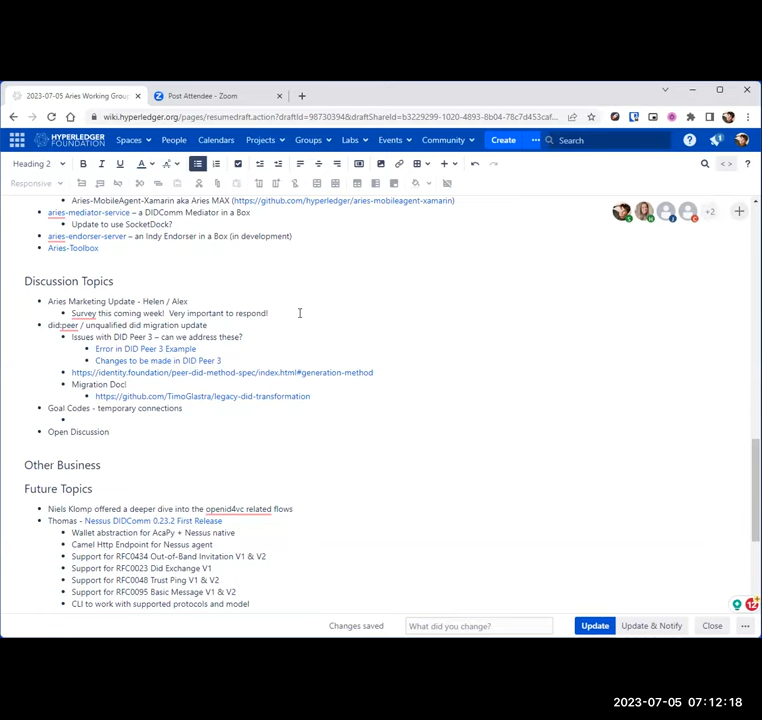 2023-07-05 Aries Working Grou
Post Attendee - Zoom
wiki.hyperledger.org/pages/resumedraft.action?draftId=98730394&draftShareId=b3229299-1020-4893-8b04-78c7d453caf...
HYPERLEDGER FOUNDATION Spaces People Calendars Projects Groups Labs Events Community Create Search
Heading 2
Responsive
Aries-MobileAgent-Xamarin aka Aries MAX (https://github.com/hyperledger/aries-mobileagent-xamarin)
aries-mediator-service – a DIDComm Mediator in a Box
Update to use SocketDock?
aries-endorser-server – an Indy Endorser in a Box (in development)
Aries-Toolbox
+2
Discussion Topics
Aries Marketing Update - Helen / Alex
Survey this coming week! Very important to respond!
did:peer / unqualified did migration update
Issues with DID Peer 3 – can we address these?
Error in DID Peer 3 Example
Changes to be made in DID Peer 3
https://identity.foundation/peer-did-method-spec/index.html#generation-method
Migration Doc!
https://github.com/TimoGlastra/legacy-did-transformation
Goal Codes - temporary connections
Open Discussion
Other Business
Future Topics
Niels Klomp offered a deeper dive into the openid4vc related flows
Thomas - Nessus DIDComm 0.23.2 First Release
Wallet abstraction for AcaPy + Nessus native
Camel Http Endpoint for Nessus agent
Support for RFC0434 Out-of-Band Invitation V1 & V2
Support for RFC0023 Did Exchange V1
Support for RFC0048 Trust Ping V1 & V2
Support for RFC0095 Basic Message V1 & V2
CLI to work with supported protocols and model
12
Changes saved
What did you change?
Update
Update & Notify
Close
2023-07-05 07:12:18